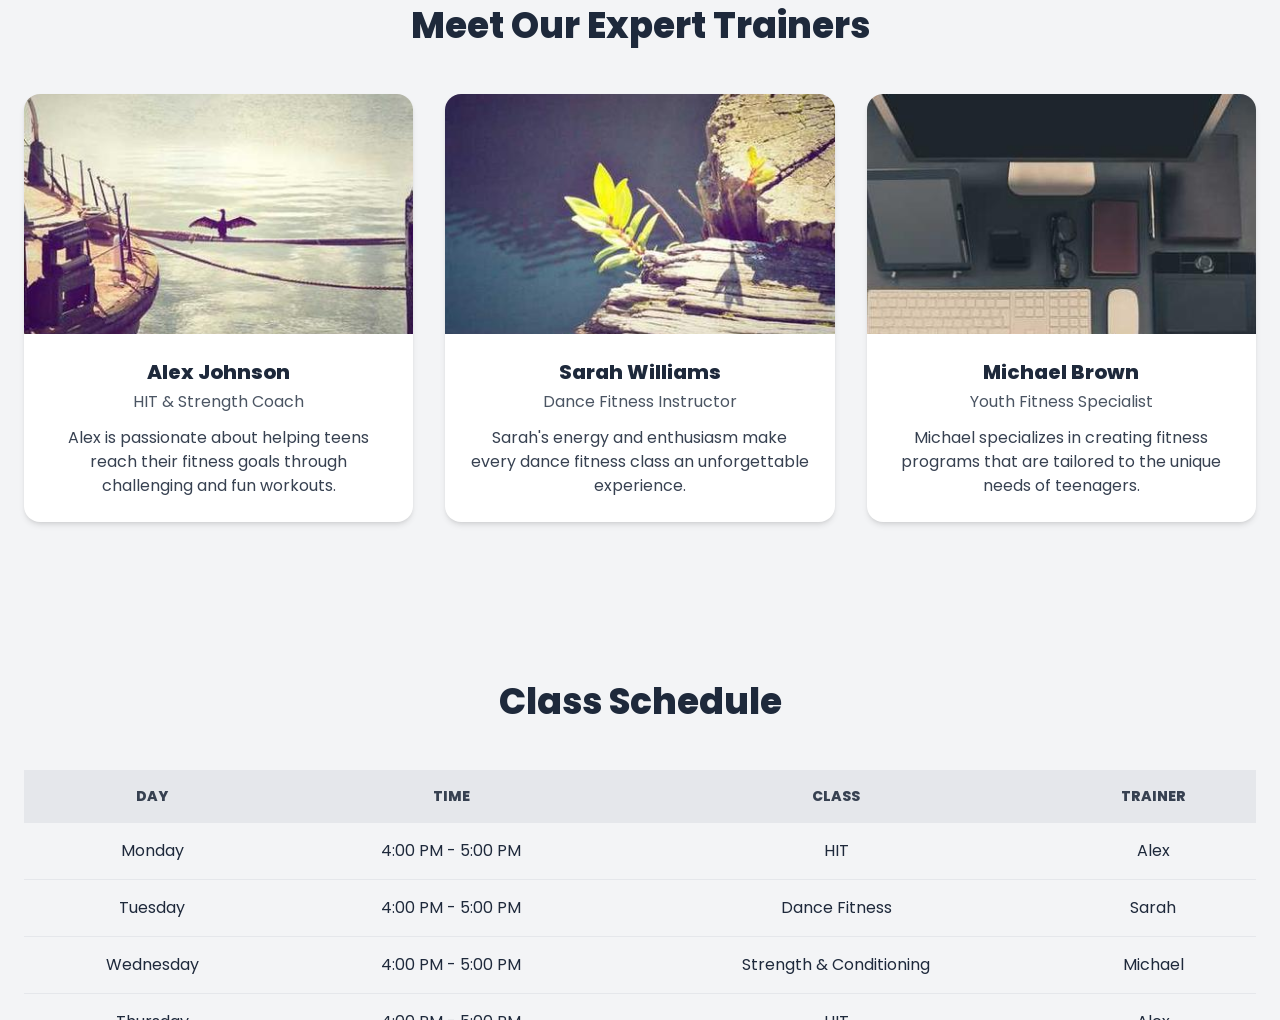 Meet Our Expert Trainers
Alex Johnson
HIT & Strength Coach
Alex is passionate about helping teens
reach their fitness goals through
challenging and fun workouts.
Sarah Williams
Dance Fitness Instructor
Sarah's energy and enthusiasm make
every dance fitness class an unforgettable
experience.
Michael Brown
Youth Fitness Specialist
Michael specializes in creating fitness
programs that are tailored to the unique
needs of teenagers.
Class Schedule
DAY TIME CLASS TRAINER
Monday 4:00 PM - 5:00 PM HIT Alex
Tuesday 4:00 PM - 5:00 PM Dance Fitness Sarah
Wednesday 4:00 PM - 5:00 PM Strength & Conditioning Michael
Thursday 4:00 PM - 5:00 PM HIT Alex